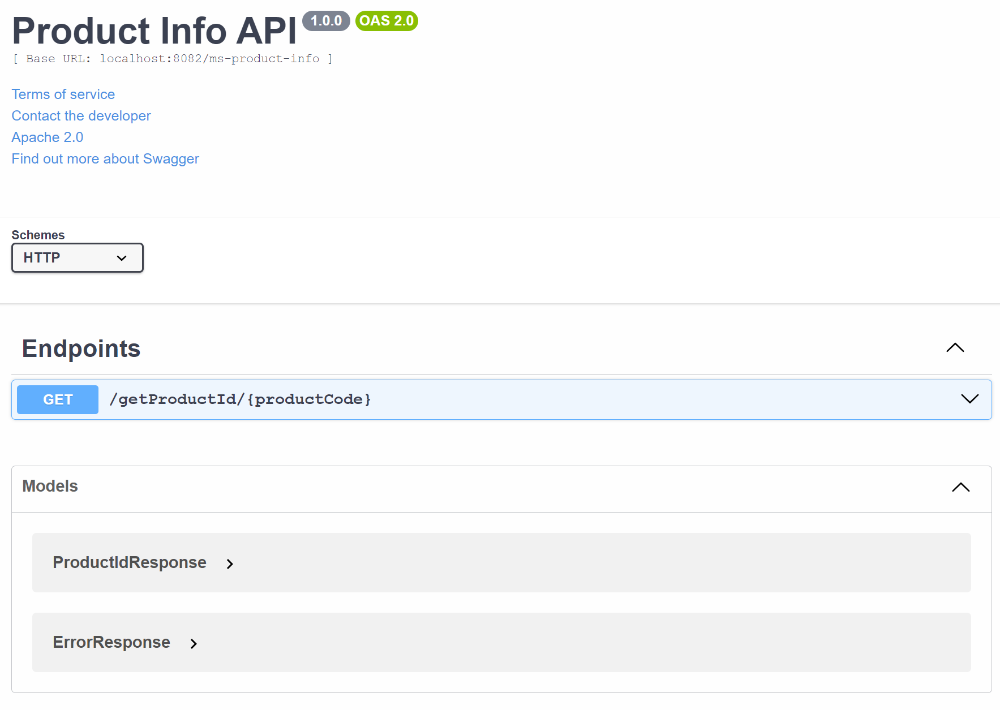 Product Info API 1.0.0 OAS 2.0
[ Base URL: localhost:8082/ms-product-info ]
Terms of service
Contact the developer
Apache 2.0
Find out more about Swagger
Schemes
HTTP
Endpoints
GET /getProductId/{productCode}
Models
ProductIdResponse
ErrorResponse